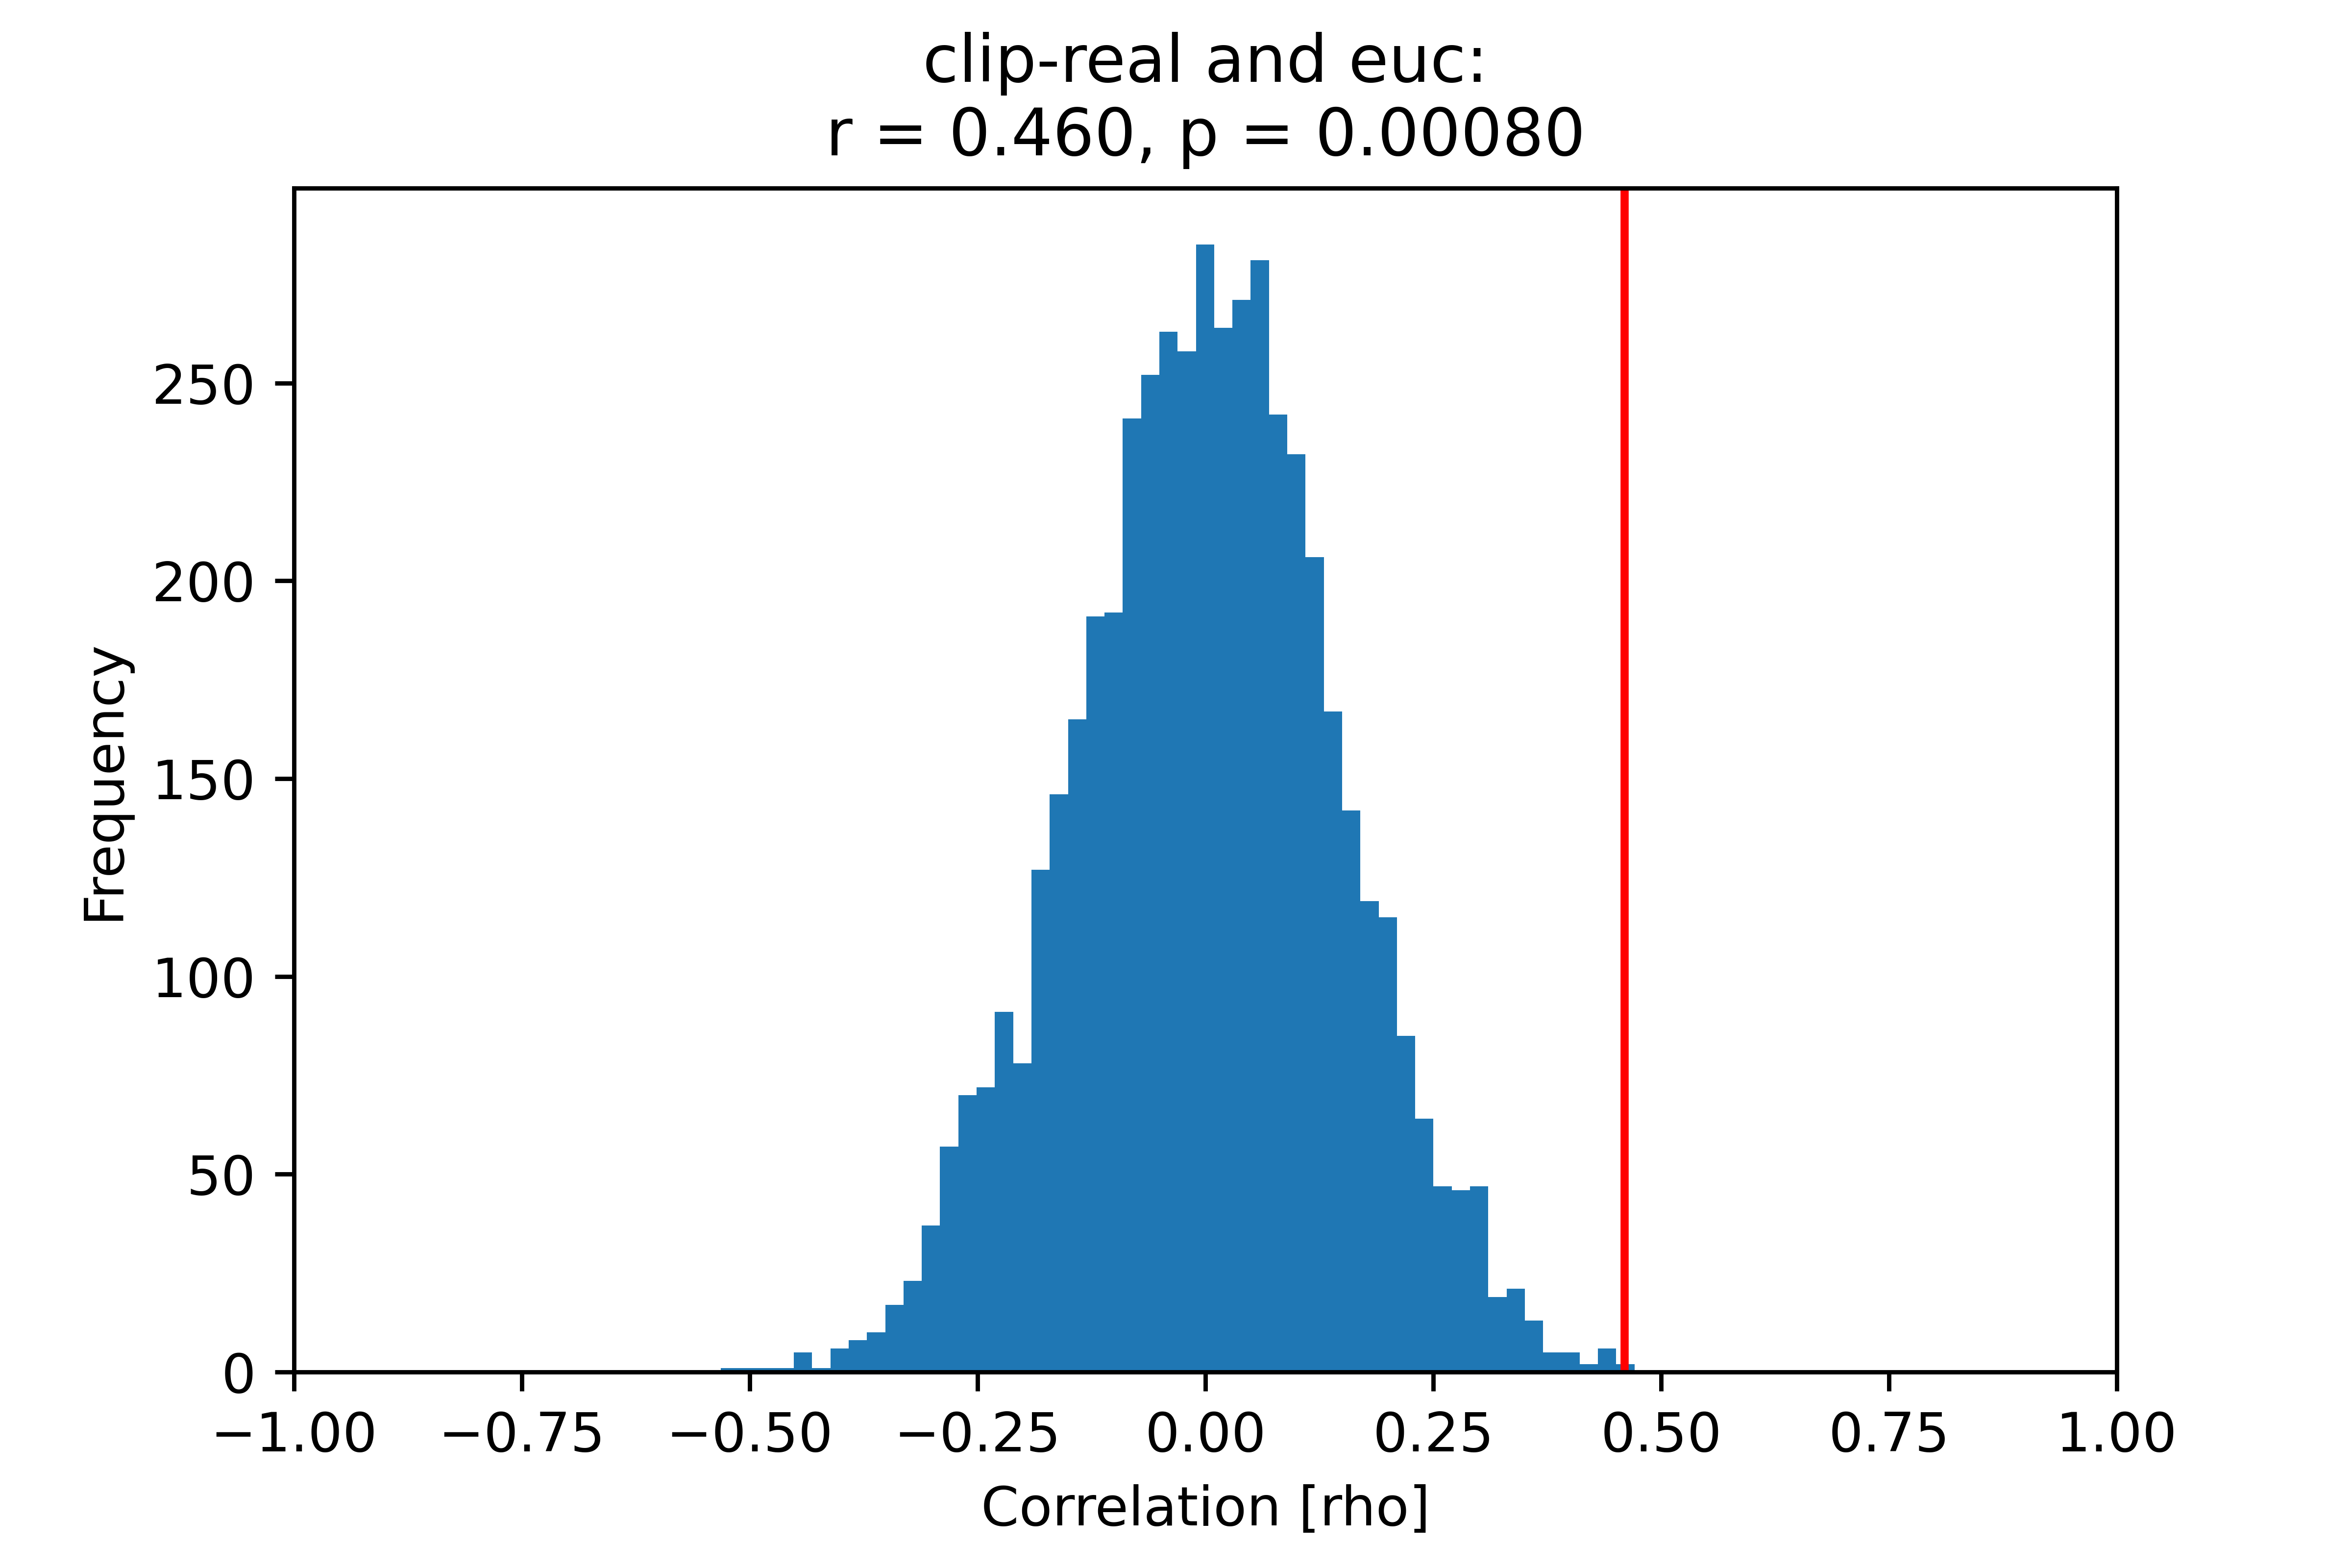 clip-real and euc:
r = 0.460, p = 0.00080
250
200
150
100
50
0
Frequency
−1.00 −0.75 −0.50 −0.25 0.00 0.25 0.50 0.75 1.00
Correlation [rho]